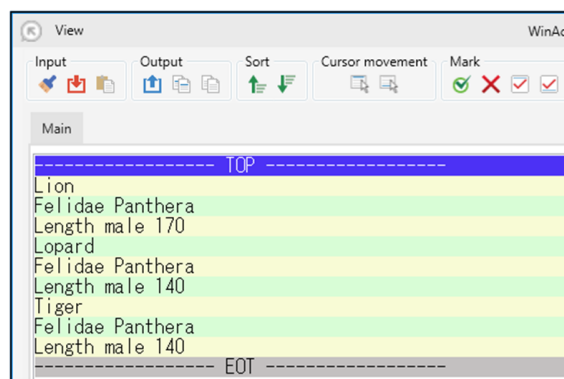 View
WinAc
Input
Output
Sort
Cursor movement
Mark
Main
------------------ TOP ------------------
Lion
Felidae Panthera
Length male 170
Lopard
Felidae Panthera
Length male 140
Tiger
Felidae Panthera
Length male 140
------------------ EOT ------------------